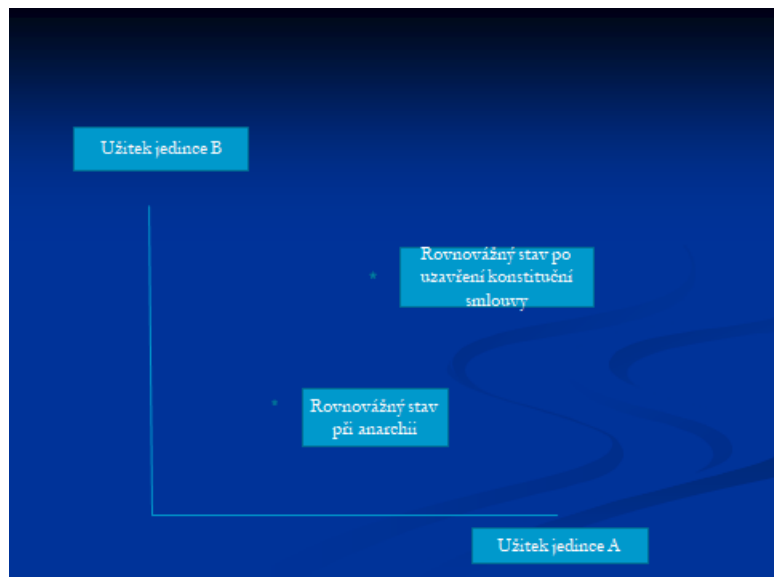 Užitek jedince B
Rovnovážný stav po
uzavření konstituční
smlouvy
Rovnovážný stav
při anarchii
Užitek jedince A